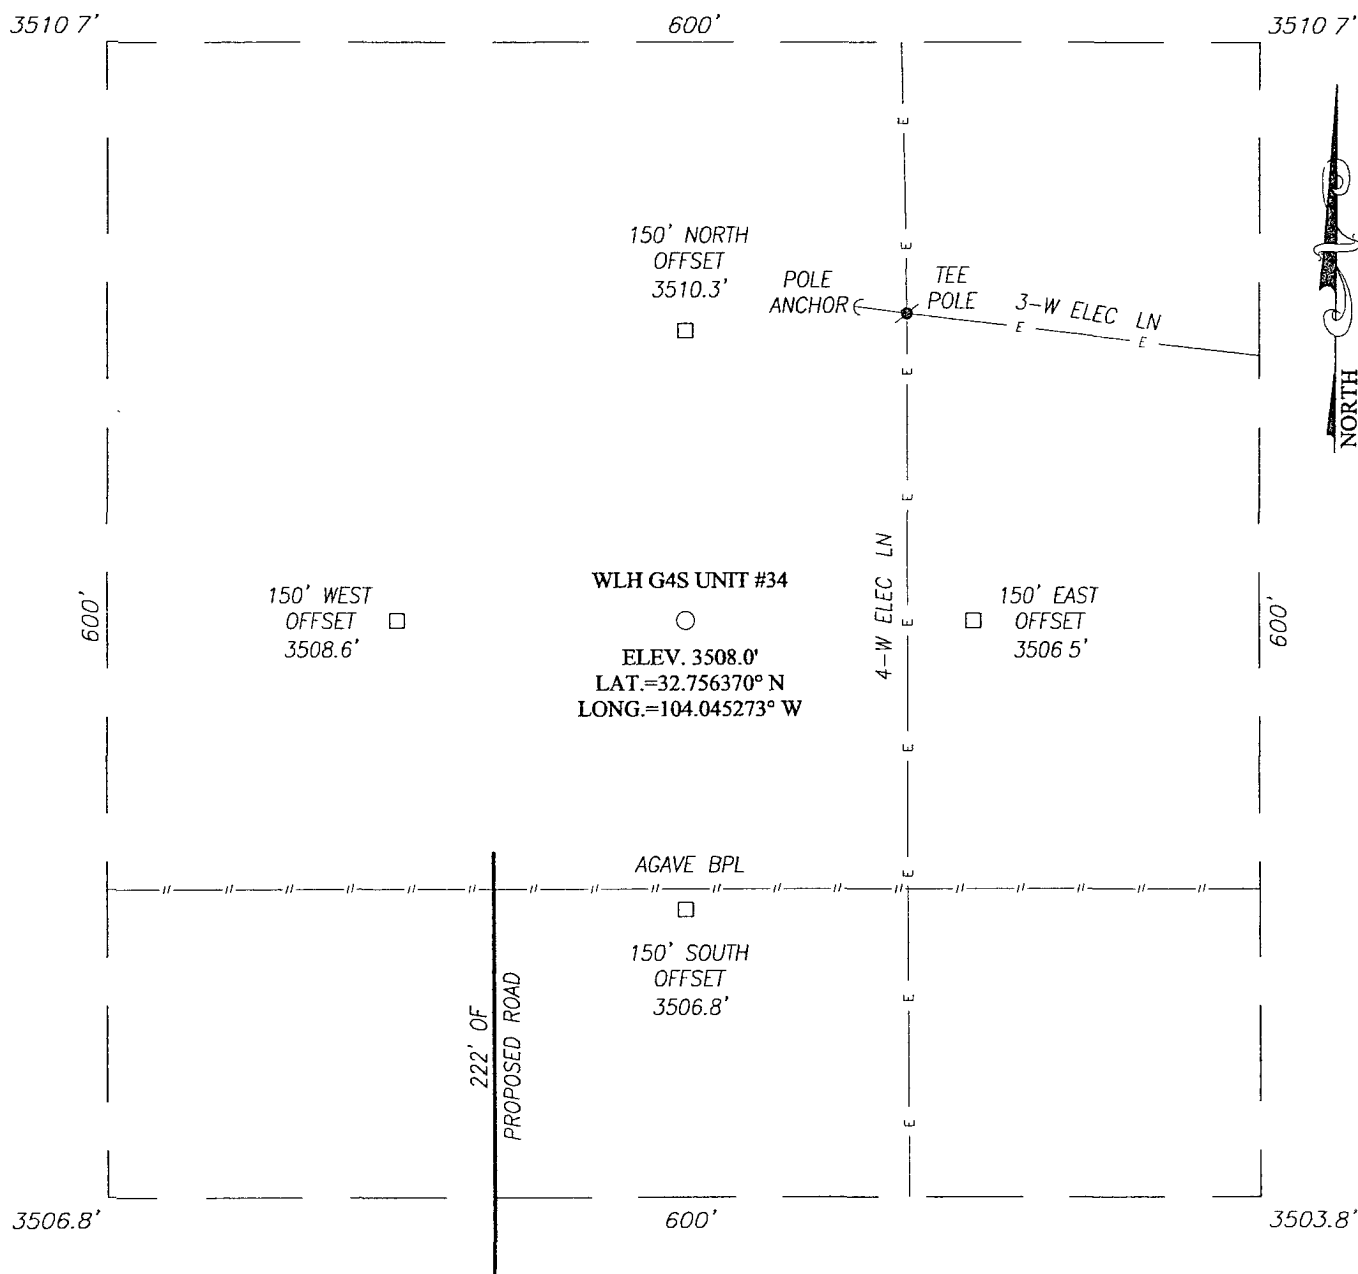 3510 7'
600'
3510 7'
150' NORTH
OFFSET
3510.3'
POLE
ANCHOR
TEE
POLE
3-W ELEC LN
E
E
NORTH
E
E
E
E
4-W ELEC LN
600'
150' WEST
OFFSET
3508.6'
WLH G4S UNIT #34
ELEV. 3508.0'
LAT.=32.756370° N
LONG.=104.045273° W
E
150' EAST
OFFSET
3506 5'
600'
E
AGAVE BPL
E
150' SOUTH
OFFSET
3506.8'
222' OF
PROPOSED ROAD
E
E
3506.8'
600'
3503.8'